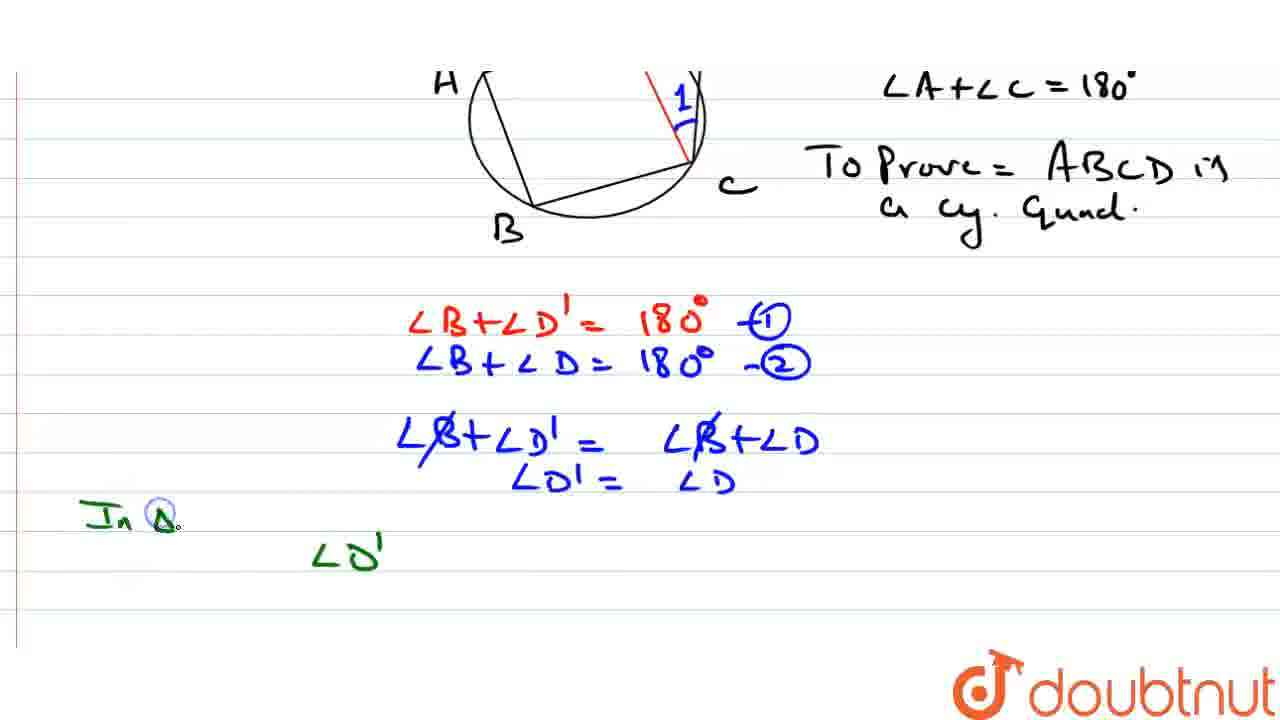 A
1
∠A+∠C = 180°
To Prove = ABCD is
C
a cy. Quad.
B
∠B+∠D' = 180° -①
∠B+∠D = 180° -②
∠B+∠D' = ∠B+∠D
∠D' = ∠D
In Δ
∠D'
doubtnut